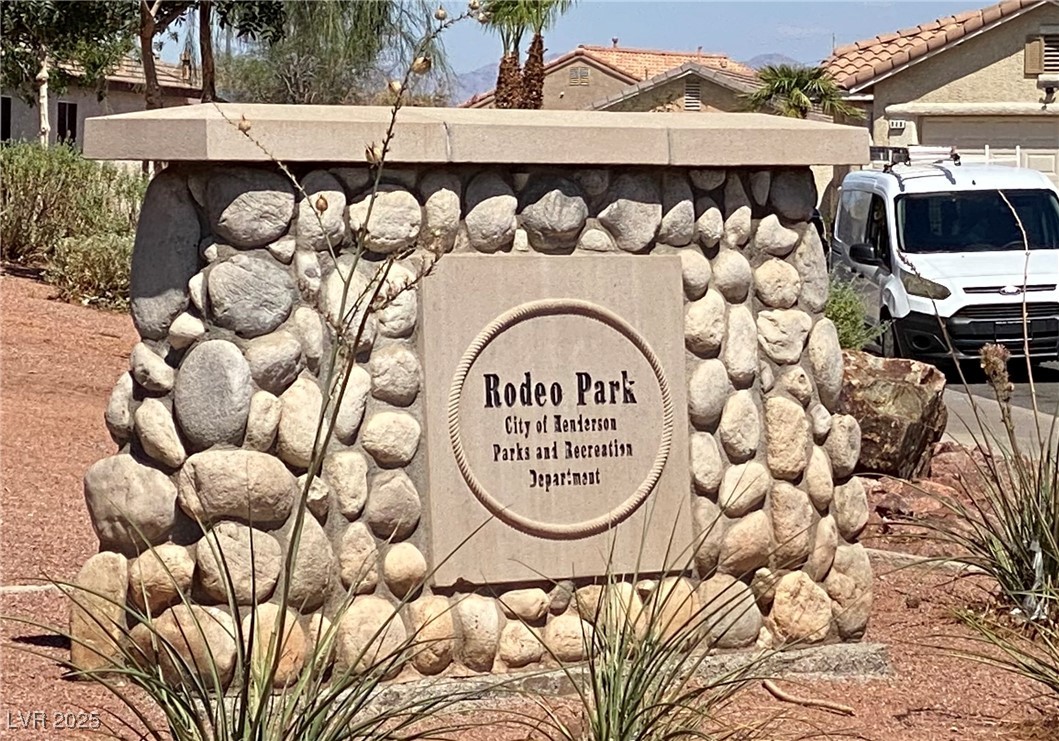 Rodeo Park
City of Henderson
Parks and Recreation
Department
LVR 2025